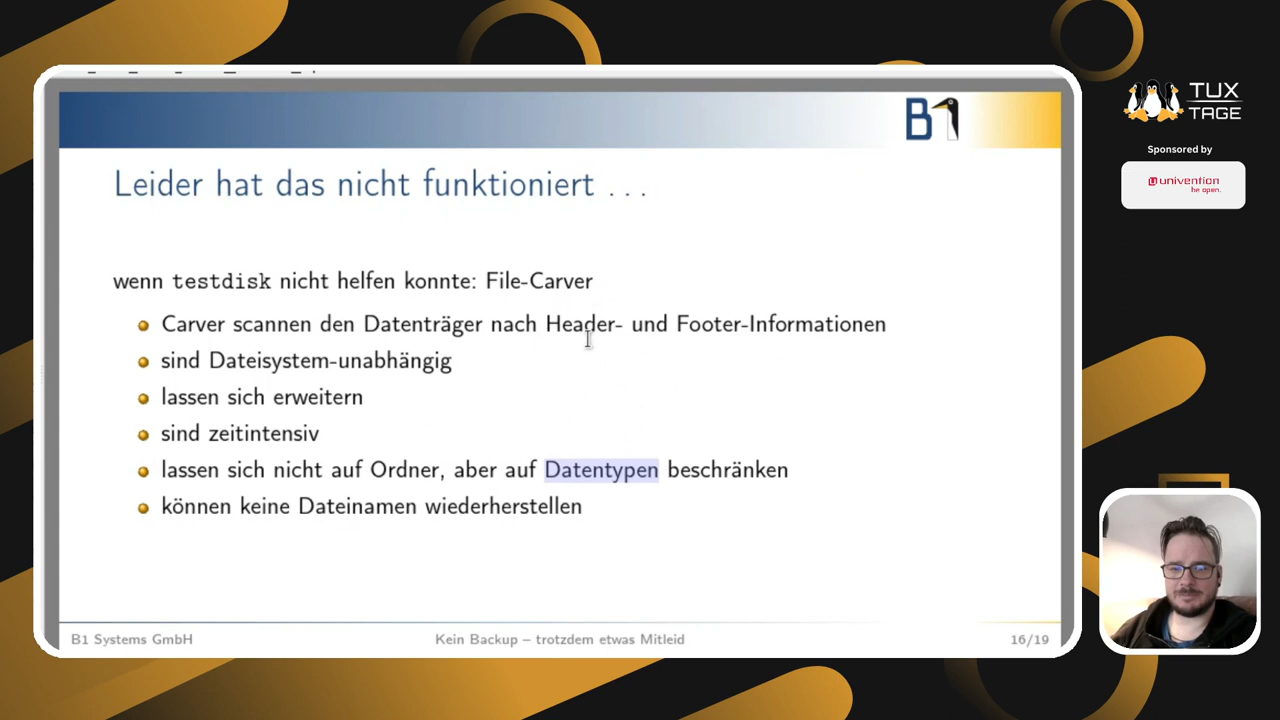 B1
TUX
TAGE
Sponsored by
univention
be open.
Leider hat das nicht funktioniert . . .
wenn testdisk nicht helfen konnte: File-Carver
Carver scannen den Datenträger nach Header- und Footer-Informationen
sind Dateisystem-unabhängig
lassen sich erweitern
sind zeitintensiv
lassen sich nicht auf Ordner, aber auf Datentypen beschränken
können keine Dateinamen wiederherstellen
B1 Systems GmbH
Kein Backup – trotzdem etwas Mitleid
16/19